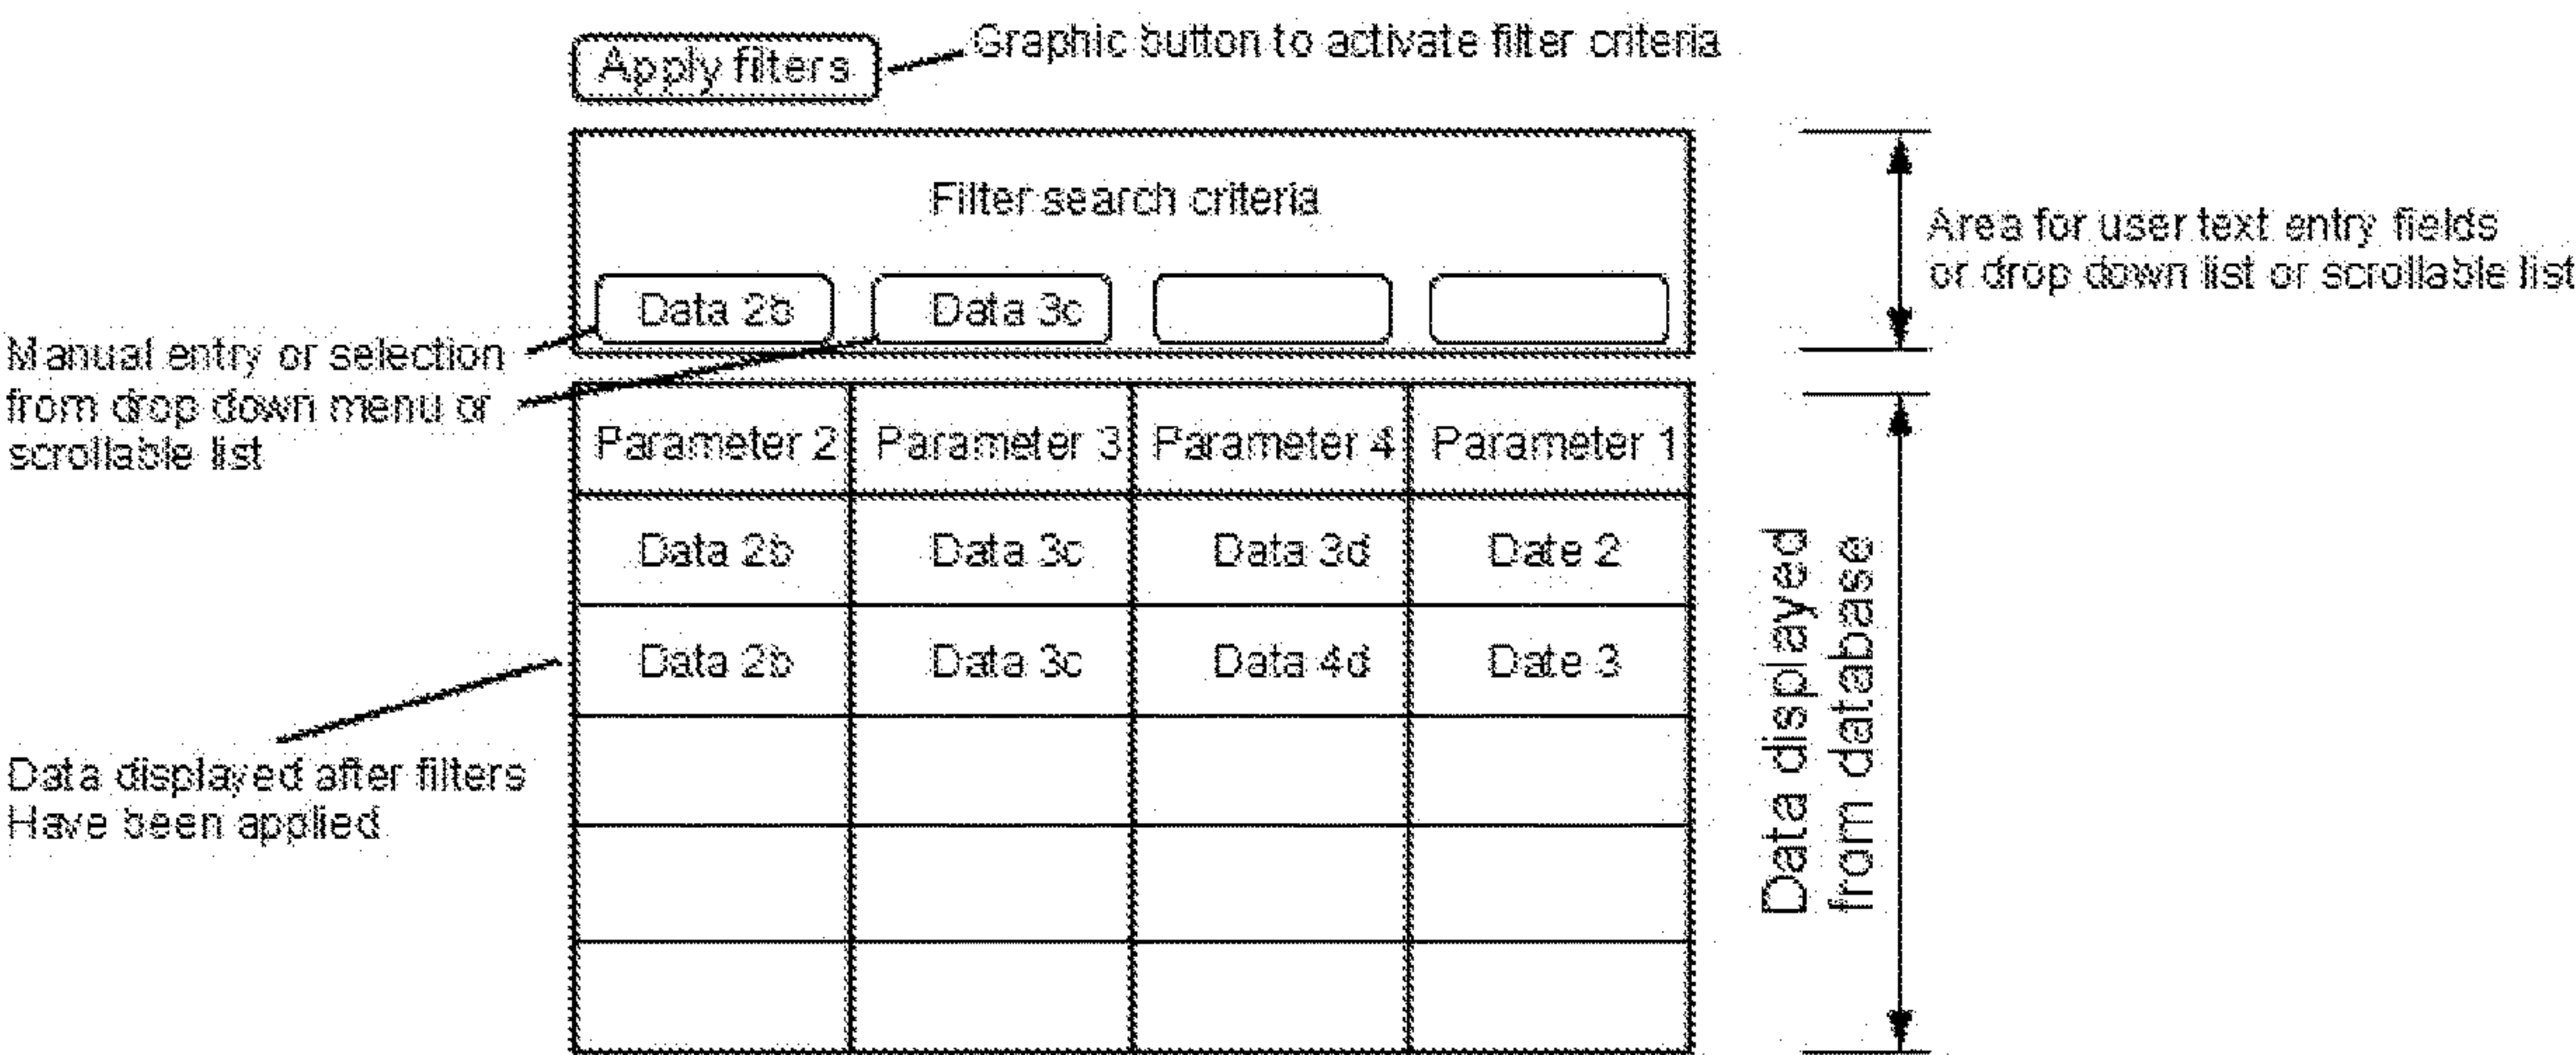 Apply filters
Graphic button to activate filter criteria
Filter search criteria
Data 2b Data 3c
Area for user text entry fields
or drop down list or scrollable list
Manual entry or selection
from drop down menu or
scrollable list
Parameter 2 Parameter 3 Parameter 4 Parameter 1
Data 2b Data 3c Data 3d Date 2
Data 2b Data 3c Data 4d Date 3
Data displayed after filters
Have been applied
Data displayed
from database